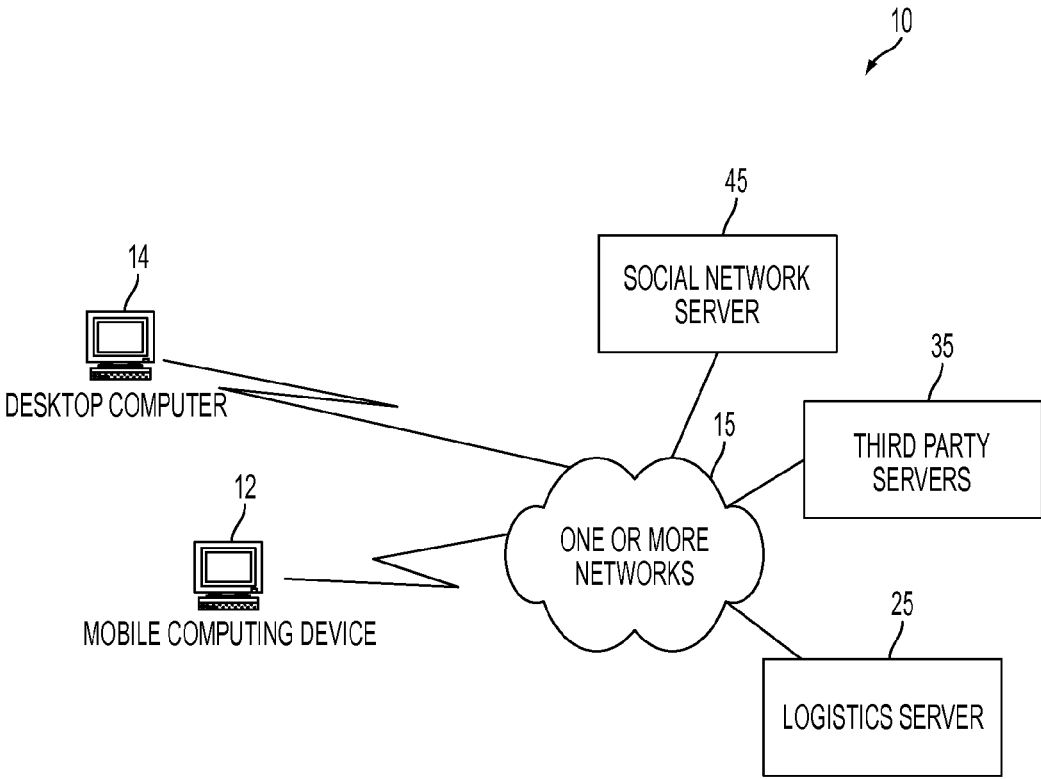 10
45
SOCIAL NETWORK
SERVER
14
DESKTOP COMPUTER
35
THIRD PARTY
SERVERS
15
ONE OR MORE
NETWORKS
12
MOBILE COMPUTING DEVICE
25
LOGISTICS SERVER